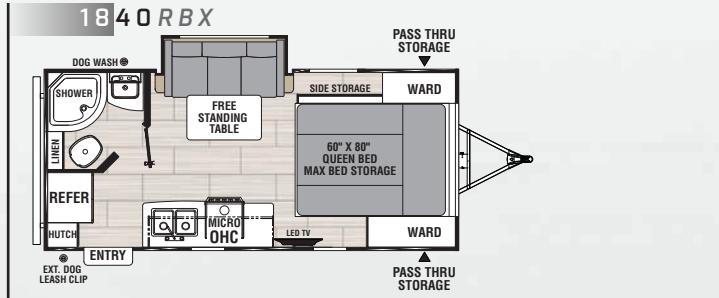 1840RBX
PASS THRU
STORAGE
DOG WASH
SHOWER
SIDE STORAGE
WARD
FREE
STANDING
TABLE
LINEN
60" X 80"
QUEEN BED
MAX BED STORAGE
REFER
MICRO
OHC
LED TV
WARD
HUTCH
ENTRY
EXT. DOG
LEASH CLIP
PASS THRU
STORAGE